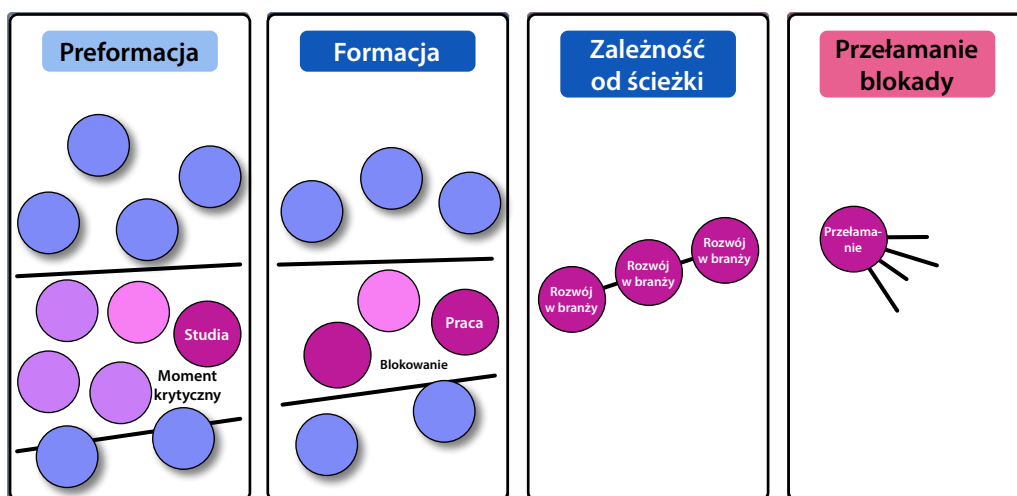 Preformacja
Studia
Moment
krytyczny
Formacja
Praca
Blokowanie
Zależność
od ścieżki
Rozwój
w branży
Rozwój
w branży
Rozwój
w branży
Przełamanie
blokady
Przełama-
nie